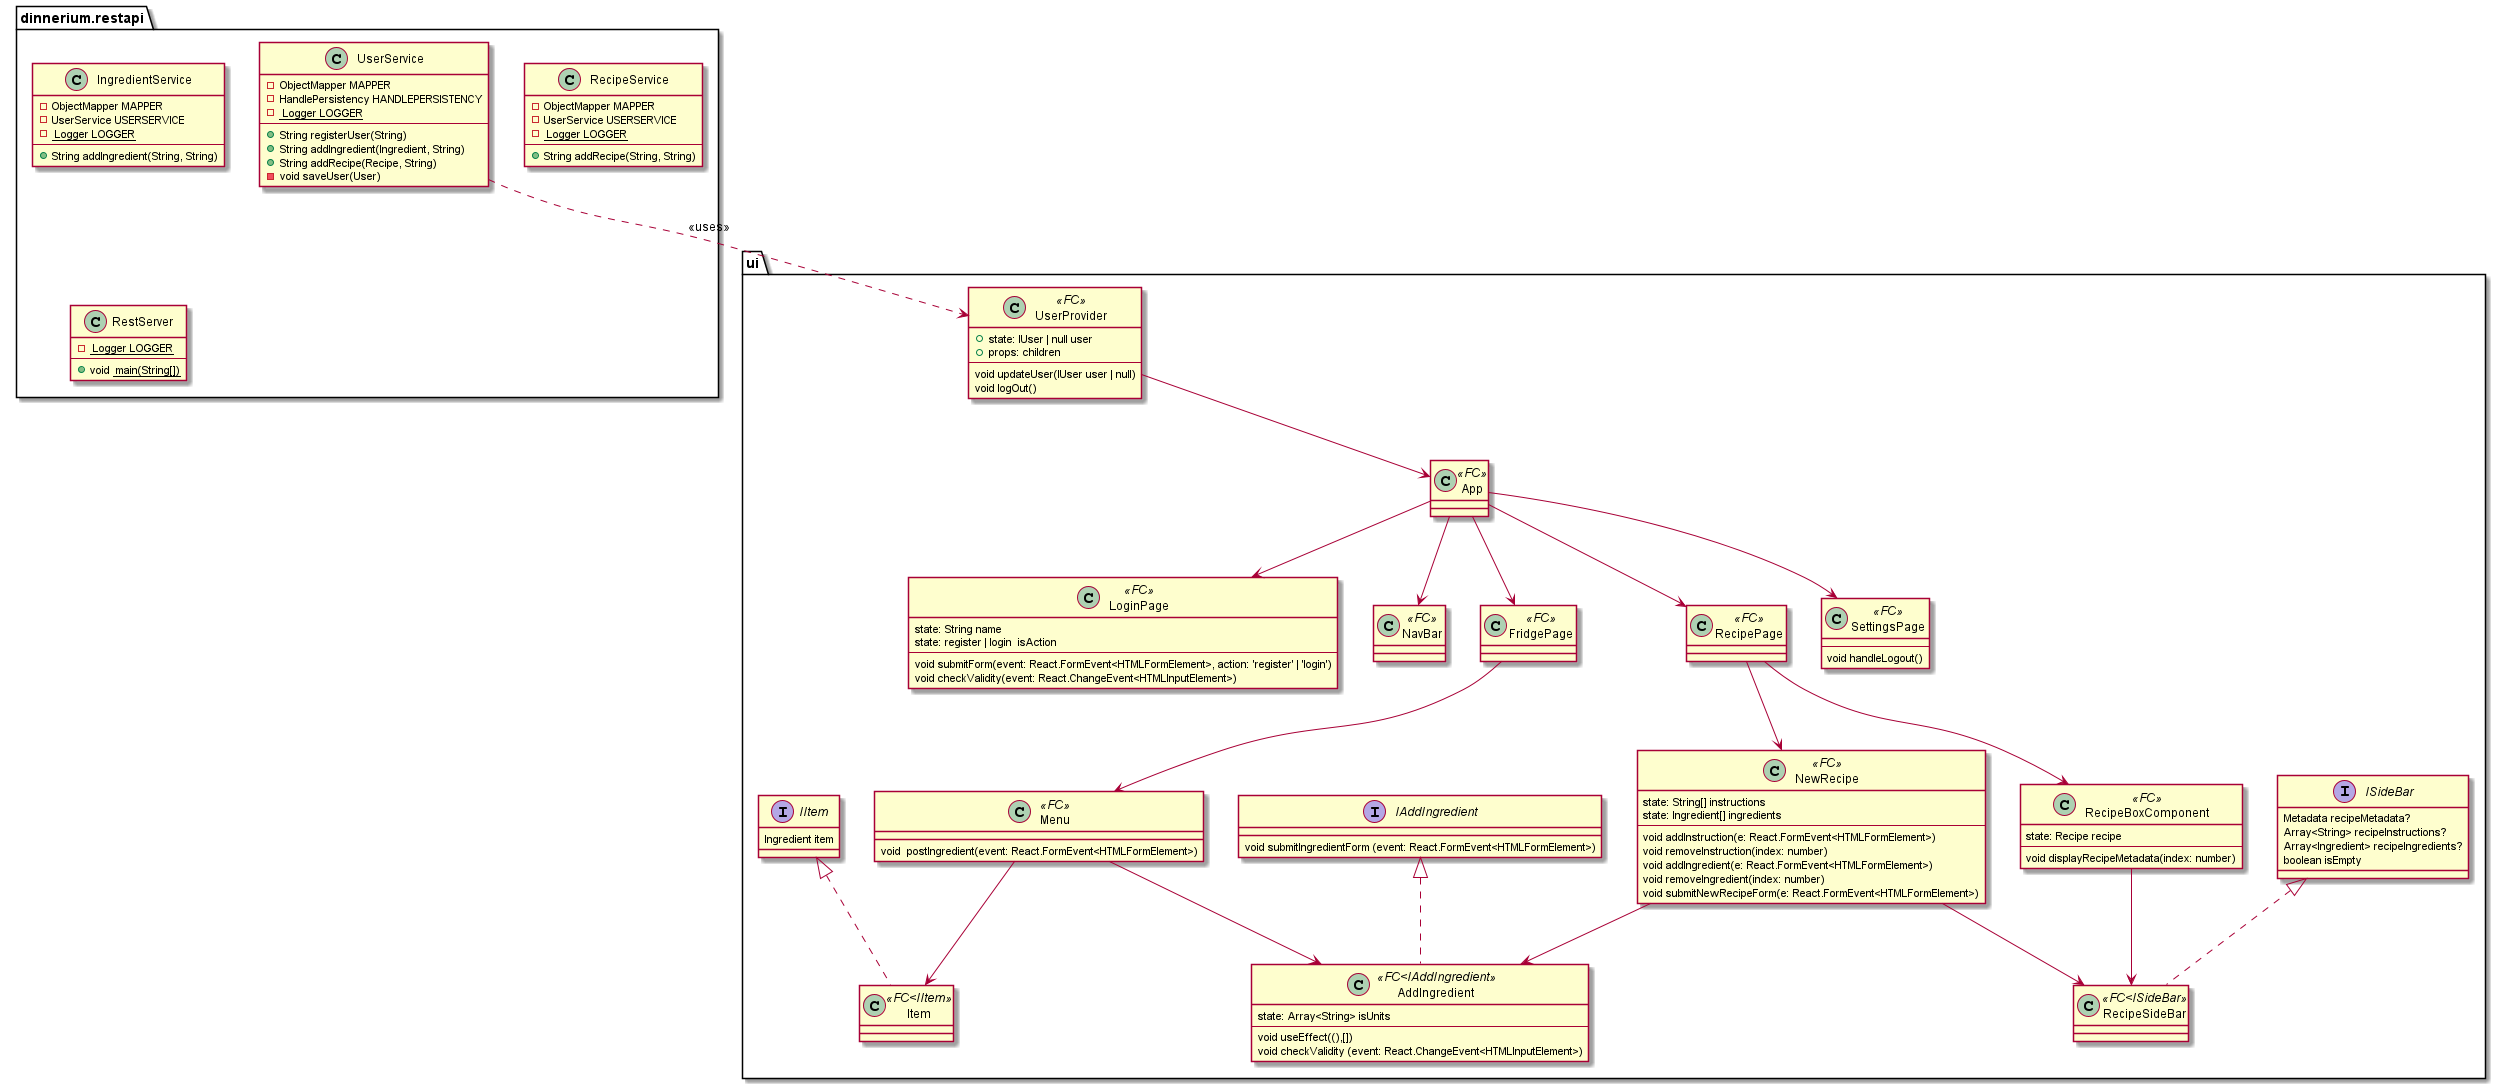 dinnerium.restapi
C IngredientService
ObjectMapper MAPPER
UserService USERSERVICE
Logger LOGGER
String addIngredient(String, String)
C UserService
ObjectMapper MAPPER
HandlePersistency HANDLEPERSISTENCY
Logger LOGGER
String registerUser(String)
String addIngredient(Ingredient, String)
String addRecipe(Recipe, String)
void saveUser(User)
C RecipeService
ObjectMapper MAPPER
UserService USERSERVICE
Logger LOGGER
String addRecipe(String, String)
«uses»
C RestServer
Logger LOGGER
void main(String[])
ui
«FC»
C UserProvider
state: IUser | null user
props: children
void updateUser(IUser user | null)
void logOut()
«FC»
C App
«FC»
C LoginPage
state: String name
state: register | login isAction
void submitForm(event: React.FormEvent<HTMLFormElement>, action: 'register' | 'login')
void checkValidity(event: React.ChangeEvent<HTMLInputElement>)
«FC»
C NavBar
«FC»
C FridgePage
«FC»
C RecipePage
«FC»
C SettingsPage
void handleLogout()
I IItem
Ingredient item
«FC»
C Menu
void postIngredient(event: React.FormEvent<HTMLFormElement>)
I IAddIngredient
void submitIngredientForm (event: React.FormEvent<HTMLFormElement>)
«FC»
C NewRecipe
state: String[] instructions
state: Ingredient[] ingredients
void addInstruction(e: React.FormEvent<HTMLFormElement>)
void removeInstruction(index: number)
void addIngredient(e: React.FormEvent<HTMLFormElement>)
void removeIngredient(index: number)
void submitNewRecipeForm(e: React.FormEvent<HTMLFormElement>)
«FC»
C RecipeBoxComponent
state: Recipe recipe
void displayRecipeMetadata(index: number)
I ISideBar
Metadata recipeMetadata?
Array<String> recipeInstructions?
Array<Ingredient> recipeIngredients?
boolean isEmpty
«FC<IItem»
C Item
«FC<IAddIngredient»
C AddIngredient
state: Array<String> isUnits
void useEffect((),[])
void checkValidity (event: React.ChangeEvent<HTMLInputElement>)
«FC<ISideBar»
C RecipeSideBar